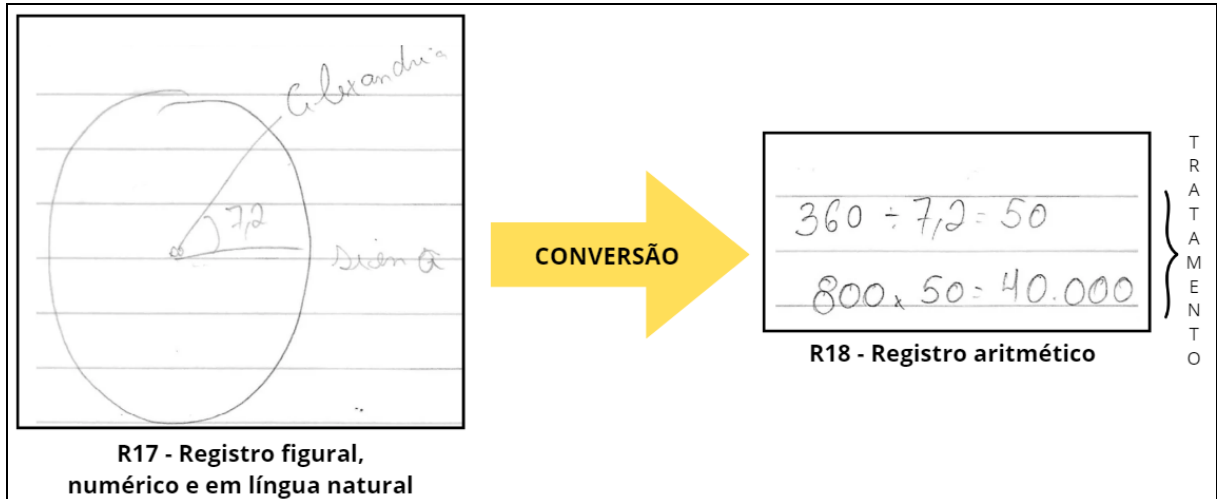 Alexandria
7,2
Siena
R17 - Registro figural,
numérico e em língua natural
CONVERSÃO
360 ÷ 7,2 = 50
800 x 50 = 40.000
R18 - Registro aritmético
TRATAMENTO